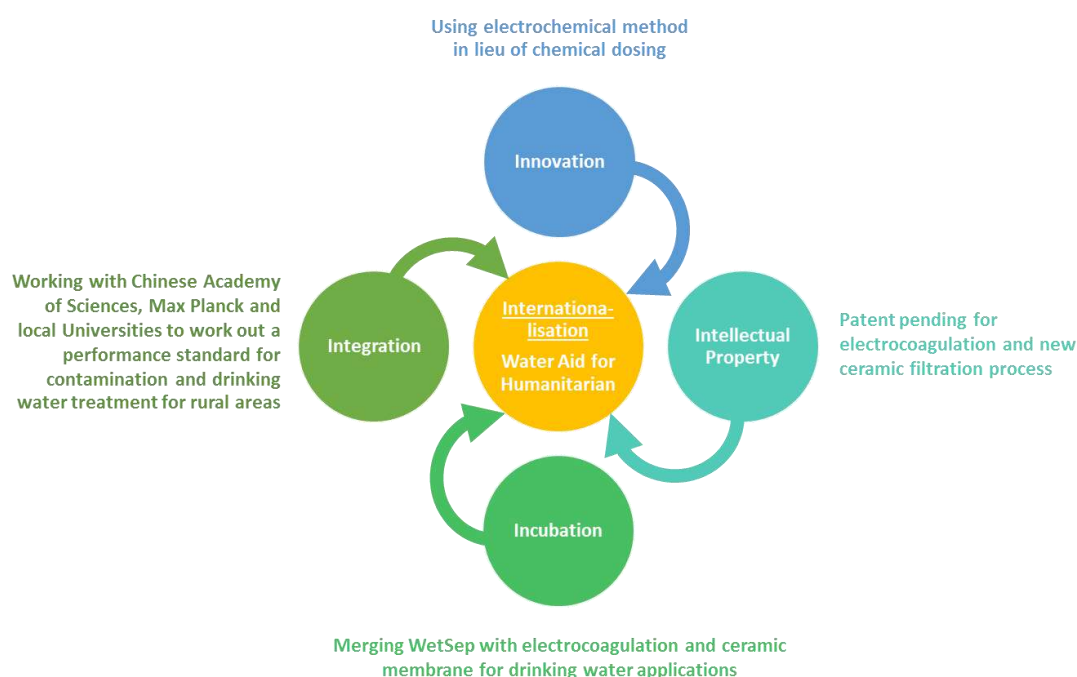 Using electrochemical method
in lieu of chemical dosing
Innovation
Working with Chinese Academy
of Sciences, Max Planck and
local Universities to work out a
performance standard for
contamination and drinking
water treatment for rural areas
Integration
Internationa-
lisation
Water Aid for
Humanitarian
Intellectual
Property
Patent pending for
electrocoagulation and new
ceramic filtration process
Incubation
Merging WetSep with electrocoagulation and ceramic
membrane for drinking water applications